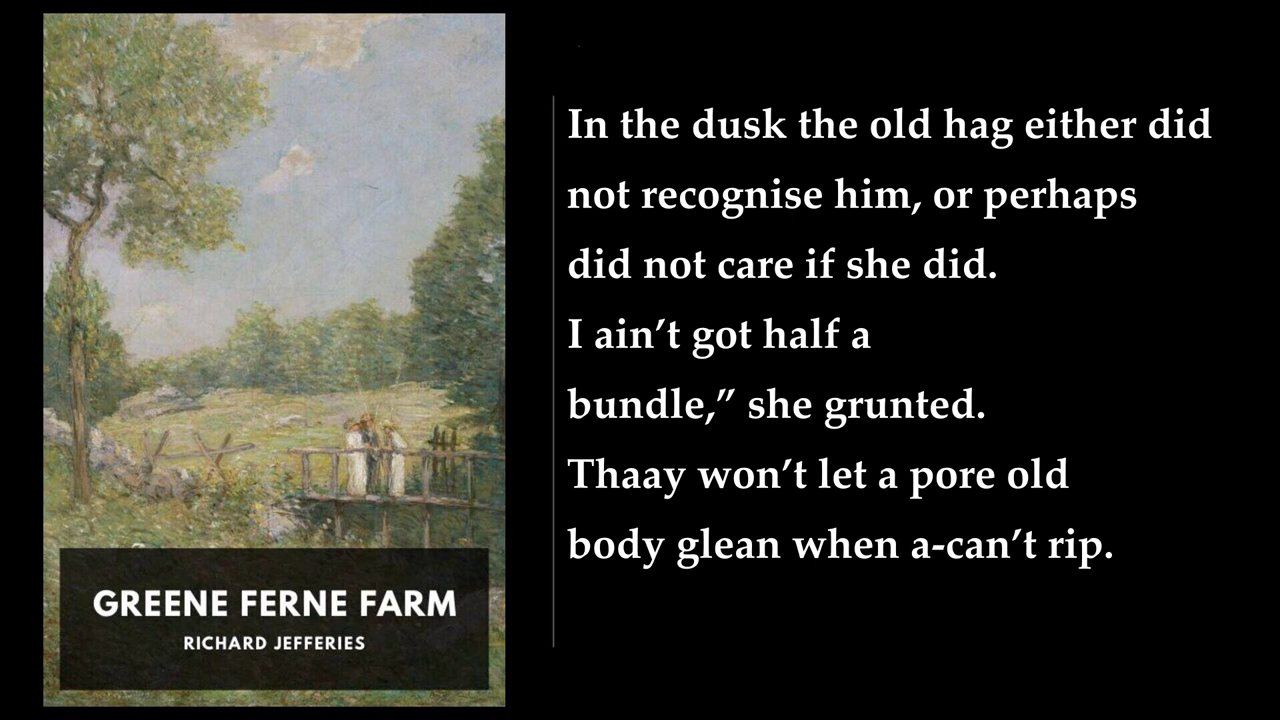 GREENE FERNE FARM
RICHARD JEFFERIES
In the dusk the old hag either did
not recognise him, or perhaps
did not care if she did.
I ain’t got half a
bundle,” she grunted.
Thaay won’t let a pore old
body glean when a-can’t rip.